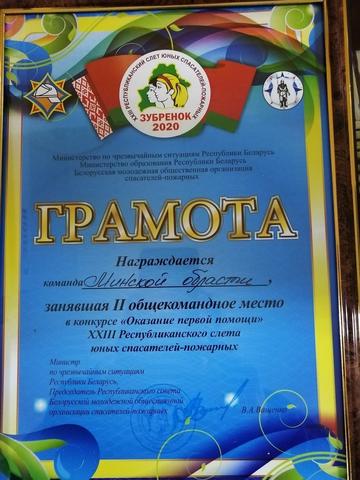 XXIII РЕСПУБЛИКАНСКИЙ СЛЕТ ЮНЫХ СПАСАТЕЛЕЙ-ПОЖАРНЫХ
ЗУБРЕНОК
2020
Министерство по чрезвычайным ситуациям Республики Беларусь
Министерство образования Республики Беларусь
Белорусская молодежная общественная организация
спасателей-пожарных
ГРАМОТА
Награждается
команда Минской области,
занявшая II общекомандное место
в конкурсе «Оказание первой помощи»
XXIII Республиканского слета
юных спасателей-пожарных
Министр
по чрезвычайным ситуациям
Республики Беларусь,
Председатель Республиканского совета
Белорусской молодежной общественной
организации спасателей-пожарных
В.А.Ващенко